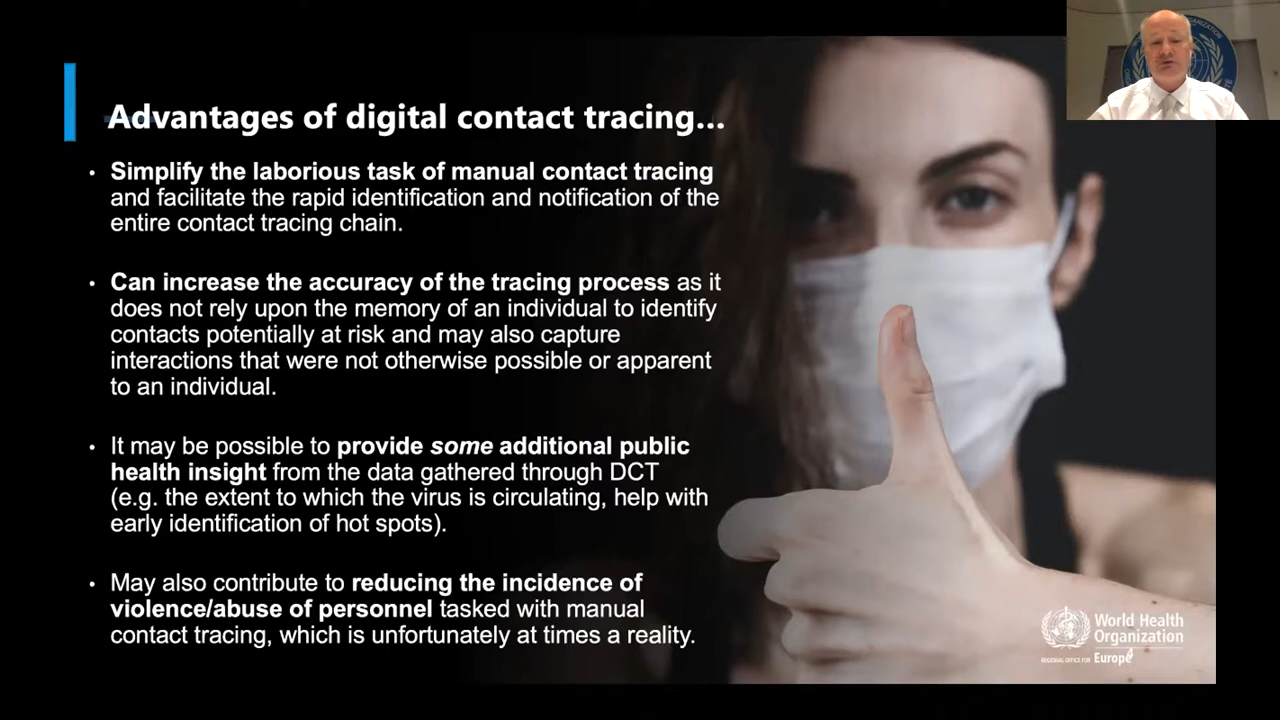 Advantages of digital contact tracing...
• Simplify the laborious task of manual contact tracing
and facilitate the rapid identification and notification of the
entire contact tracing chain.
• Can increase the accuracy of the tracing process as it
does not rely upon the memory of an individual to identify
contacts potentially at risk and may also capture
interactions that were not otherwise possible or apparent
to an individual.
• It may be possible to provide some additional public
health insight from the data gathered through DCT
(e.g. the extent to which the virus is circulating, help with
early identification of hot spots).
• May also contribute to reducing the incidence of
violence/abuse of personnel tasked with manual
contact tracing, which is unfortunately at times a reality.
World Health
Organization
REGIONAL OFFICE FOR Europe